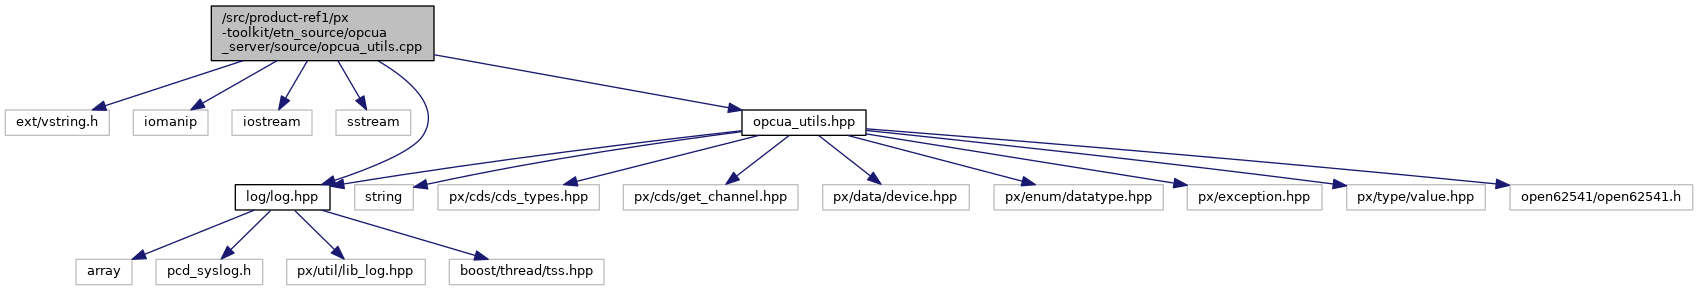 /src/product-ref1/px
-toolkit/etn_source/opcua
_server/source/opcua_utils.cpp
ext/vstring.h
iomanip
iostream
sstream
opcua_utils.hpp
log/log.hpp
string
px/cds/cds_types.hpp
px/cds/get_channel.hpp
px/data/device.hpp
px/enum/datatype.hpp
px/exception.hpp
px/type/value.hpp
open62541/open62541.h
array
pcd_syslog.h
px/util/lib_log.hpp
boost/thread/tss.hpp